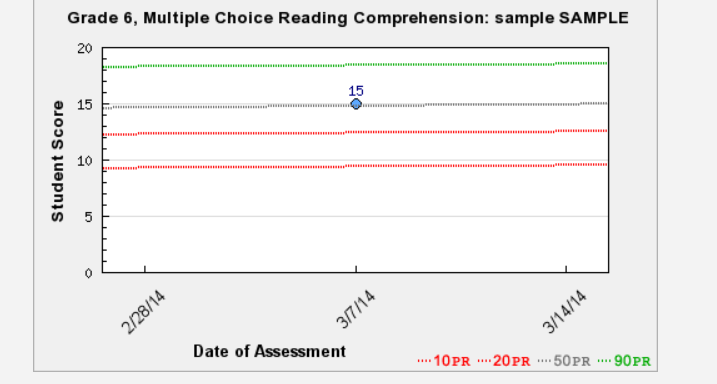 Grade 6, Multiple Choice Reading Comprehension: sample SAMPLE
20
15
15
10
5
0
Student Score
2/28/14
3/7/14
3/14/14
Date of Assessment
10PR 20PR 50PR 90PR